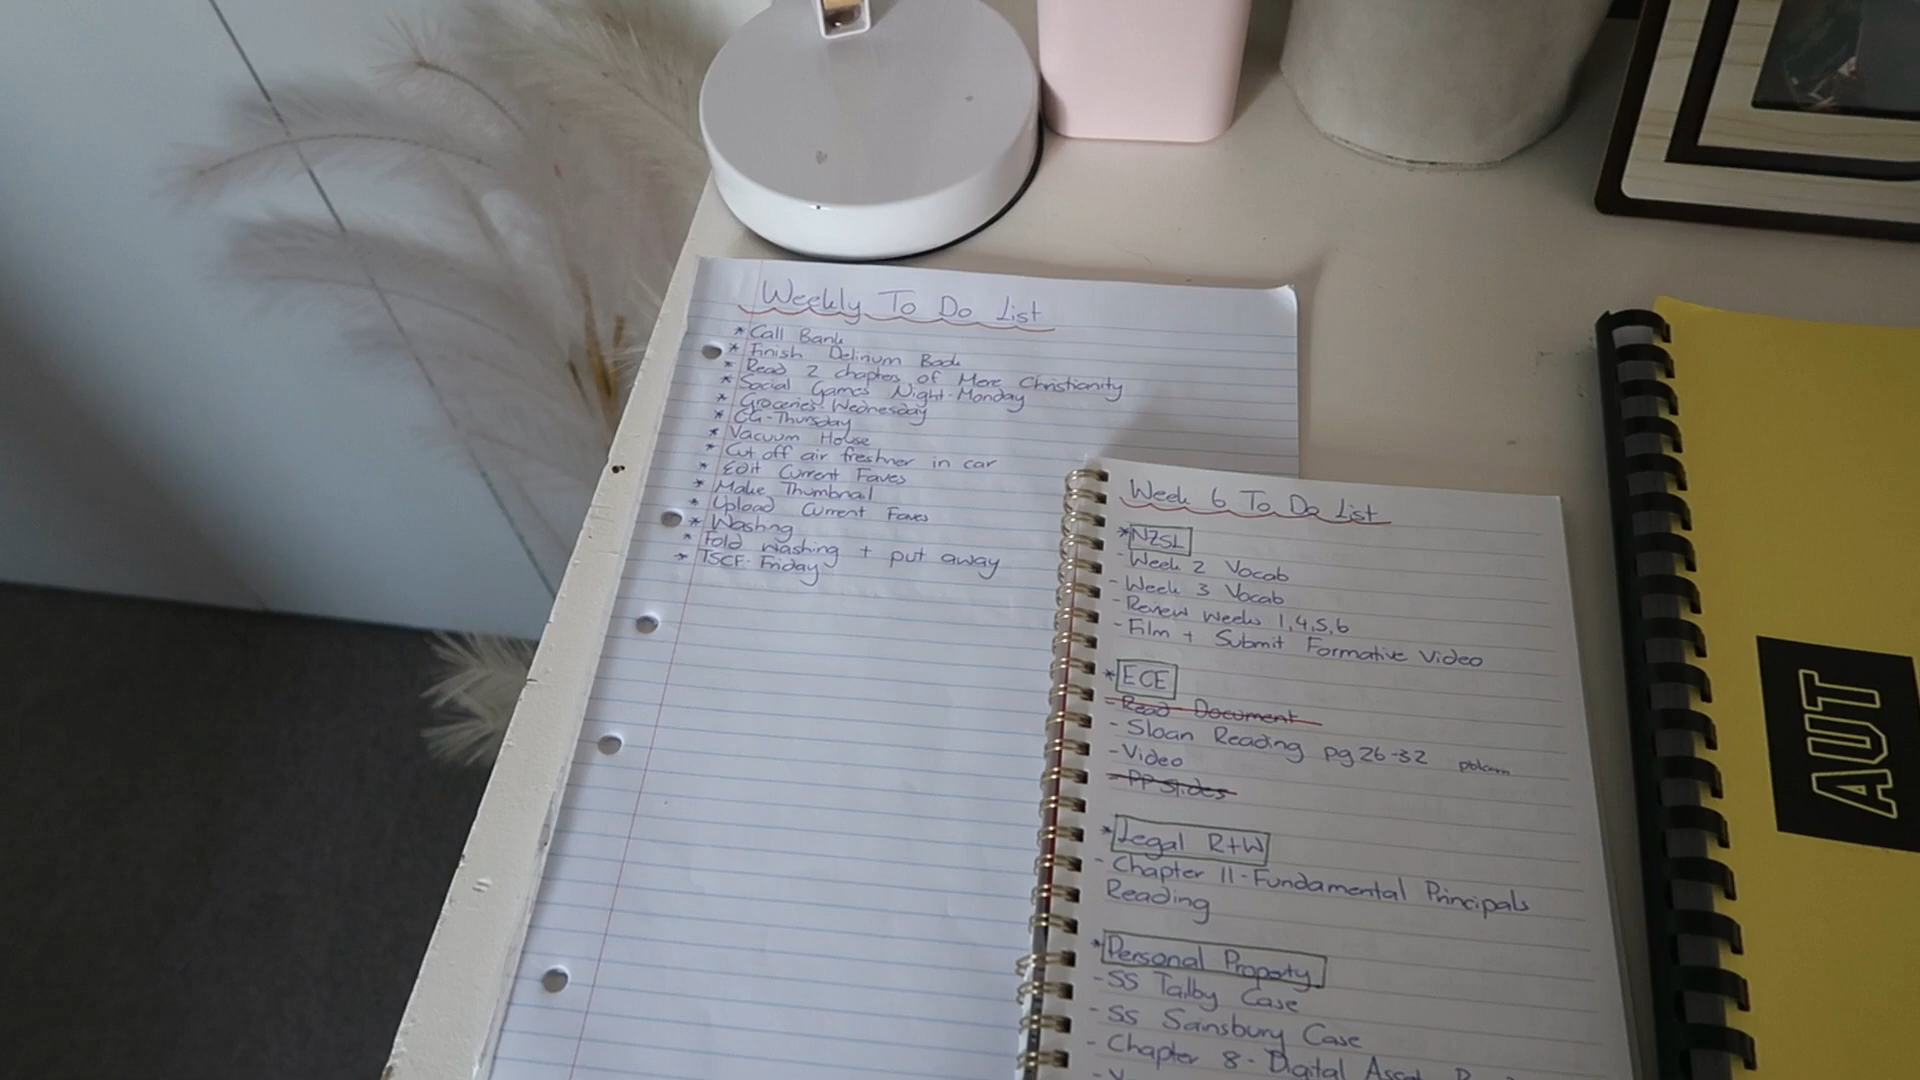 Weekly To Do List
* Call Bank
* Finish Delirium Book
* Read 2 chapters of Mere Christianity
* Social Games Night-Monday
* Groceries-Wednesday
* CG-Thursday
* Vacuum House
* Cut off air freshner in car
* Edit Current Faves
* Make Thumbnail
* Upload Current Faves
* Washing
* Fold washing + put away
* TSCF-Friday
Week 6 To Do List
* NZSL
- Week 2 Vocab
- Week 3 Vocab
- Review weeks 1,4,5,6
- Film + Submit Formative Video
* ECE
- Read Document
- Sloan Reading pg 26-32
- Video
- PP Slides
* Legal R+W
- Chapter 11-Fundamental Principals
Reading
* Personal Property
- SS Talby Case
- SS Sainsbury Case
- Chapter 8- Digital
AUT